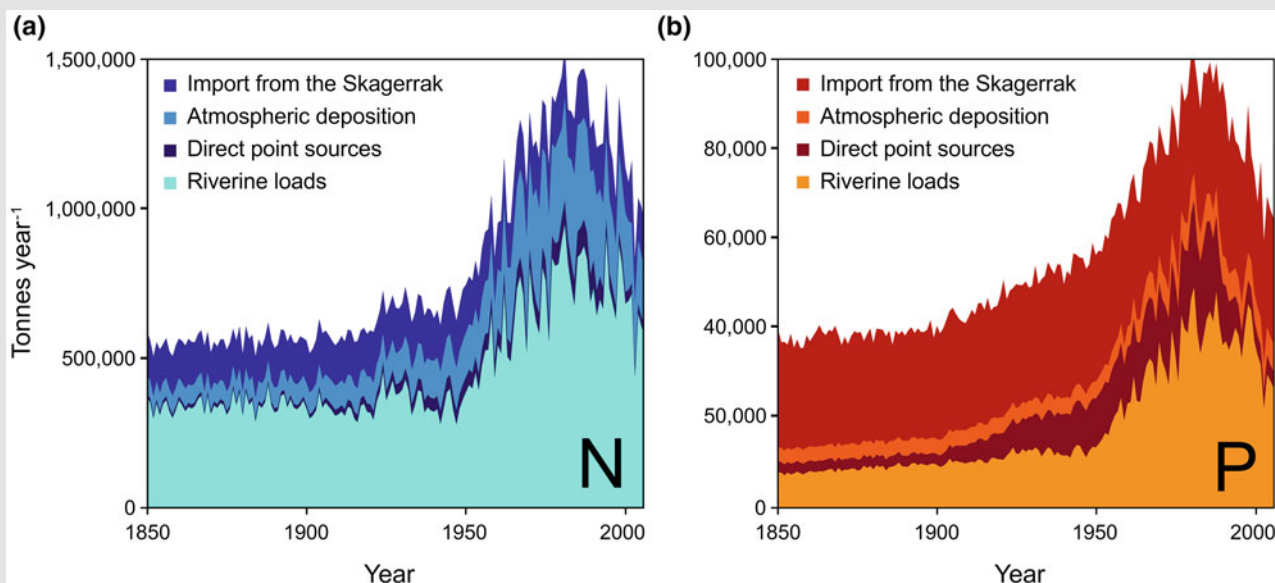 (a)
1,500,000
1,000,000
500,000
0
Tonnes year⁻¹
Import from the Skagerrak
Atmospheric deposition
Direct point sources
Riverine loads
N
1850
1900
1950
2000
Year
(b)
100,000
80,000
60,000
40,000
50,000
0
Import from the Skagerrak
Atmospheric deposition
Direct point sources
Riverine loads
P
1850
1900
1950
2000
Year